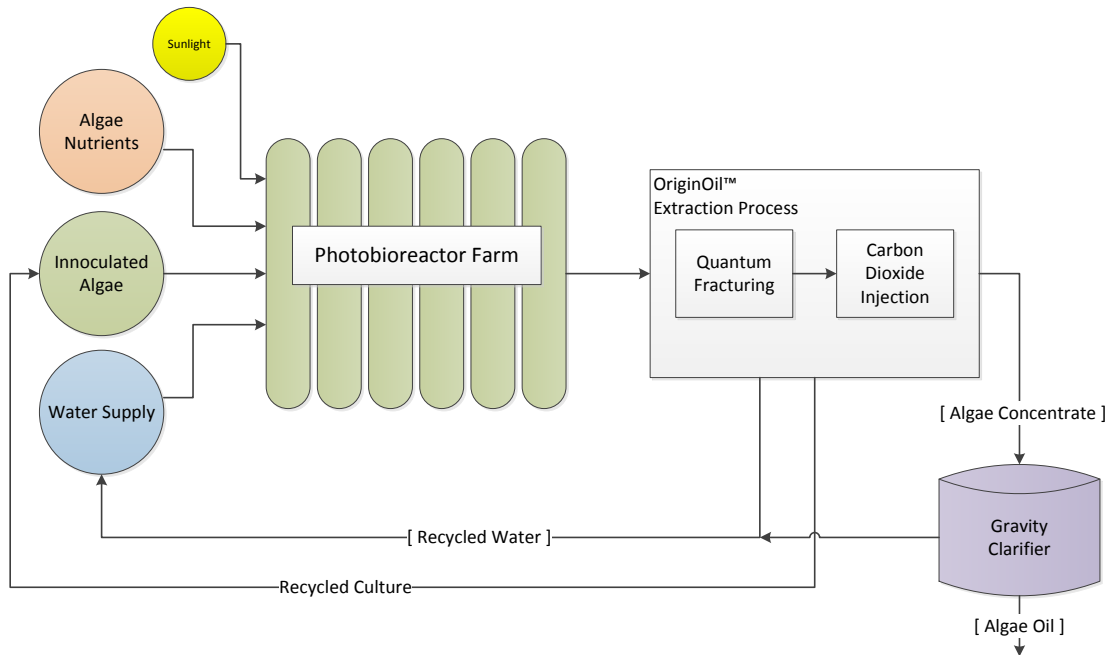 Sunlight
Algae
Nutrients
Innoculated
Algae
Water Supply
Photobioreactor Farm
OriginOil™
Extraction Process
Quantum
Fracturing
Carbon
Dioxide
Injection
[ Algae Concentrate ]
Gravity
Clarifier
[ Recycled Water ]
Recycled Culture
[ Algae Oil ]